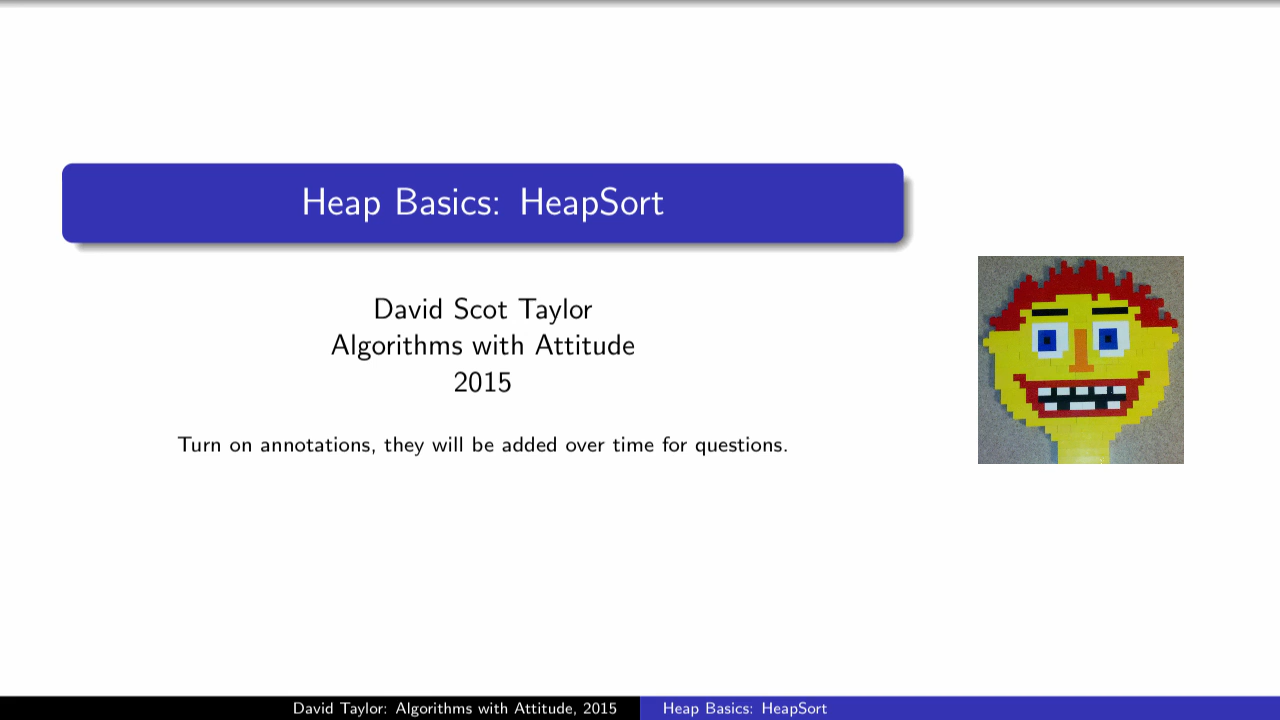 Heap Basics: HeapSort
David Scot Taylor
Algorithms with Attitude
2015
Turn on annotations, they will be added over time for questions.
David Taylor: Algorithms with Attitude, 2015
Heap Basics: HeapSort